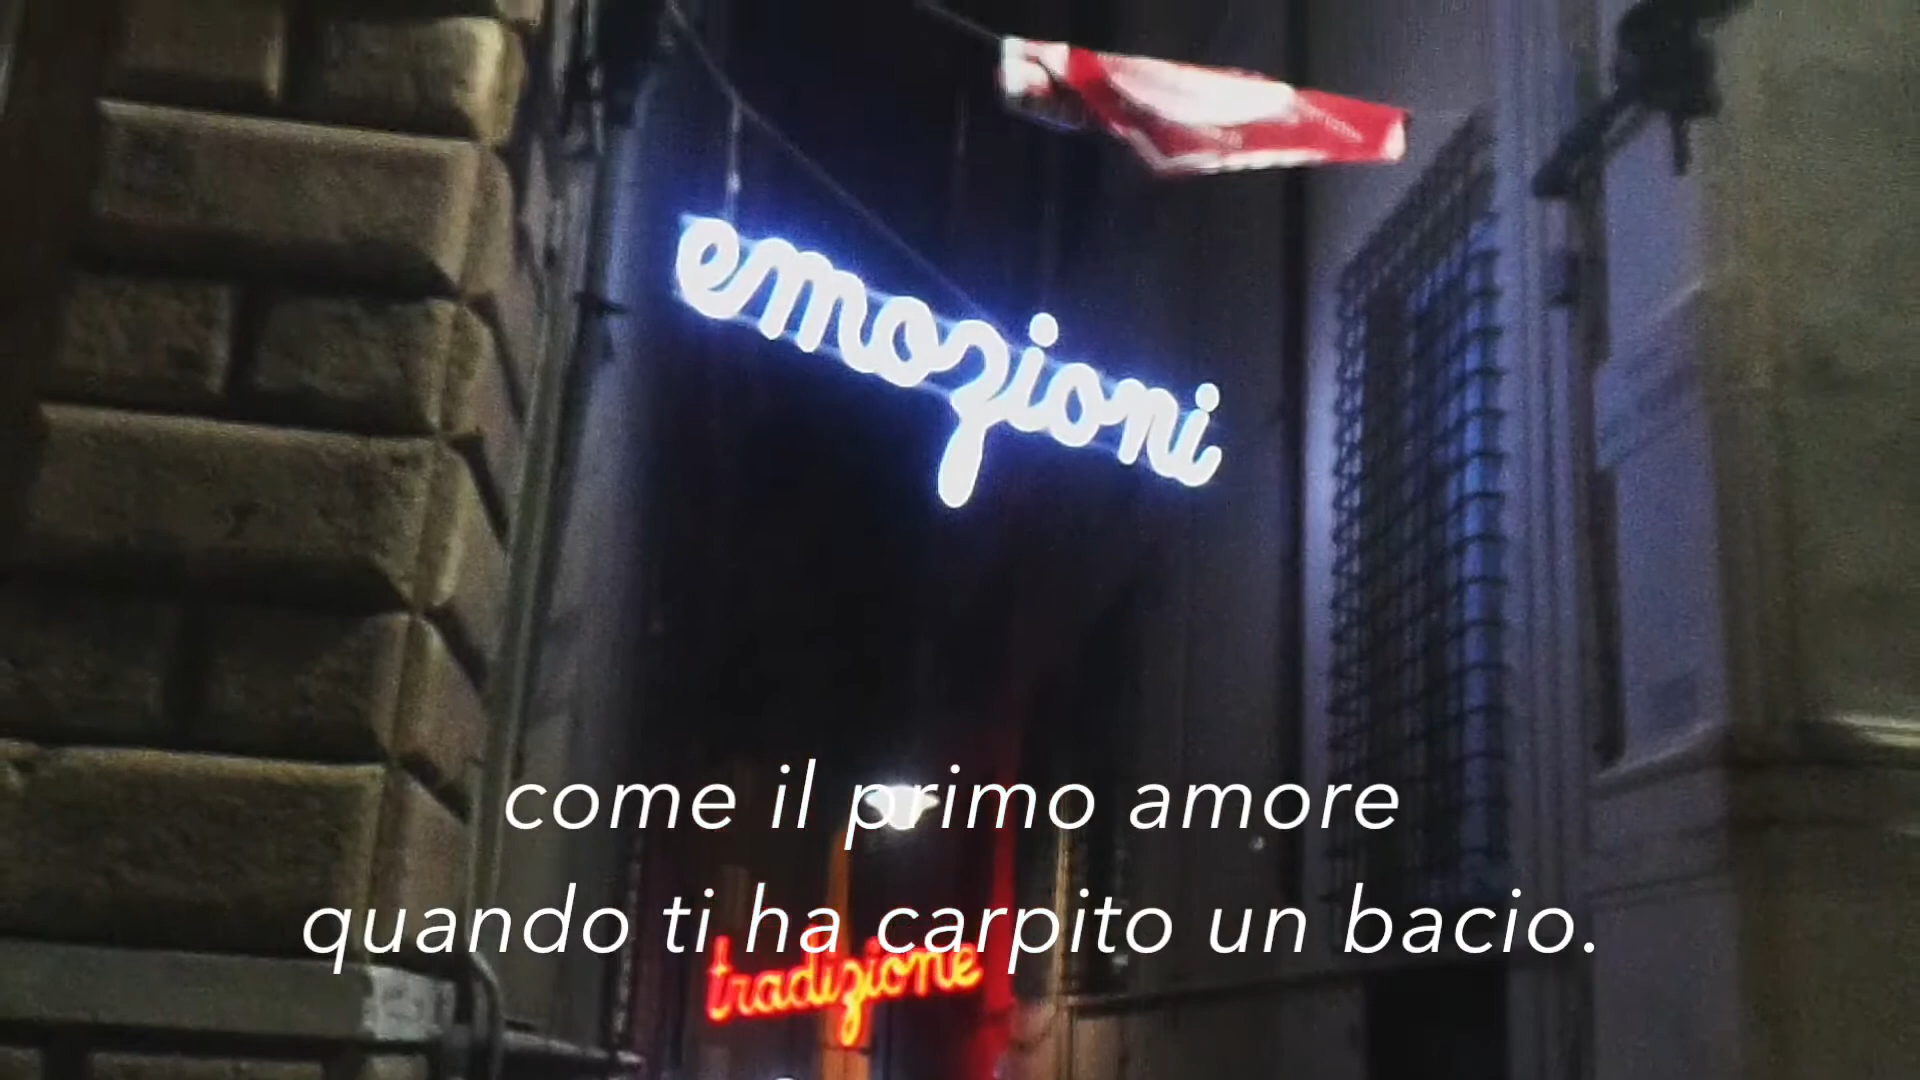 emozioni
come il primo amore
quando ti ha carpito un bacio.
tradizione